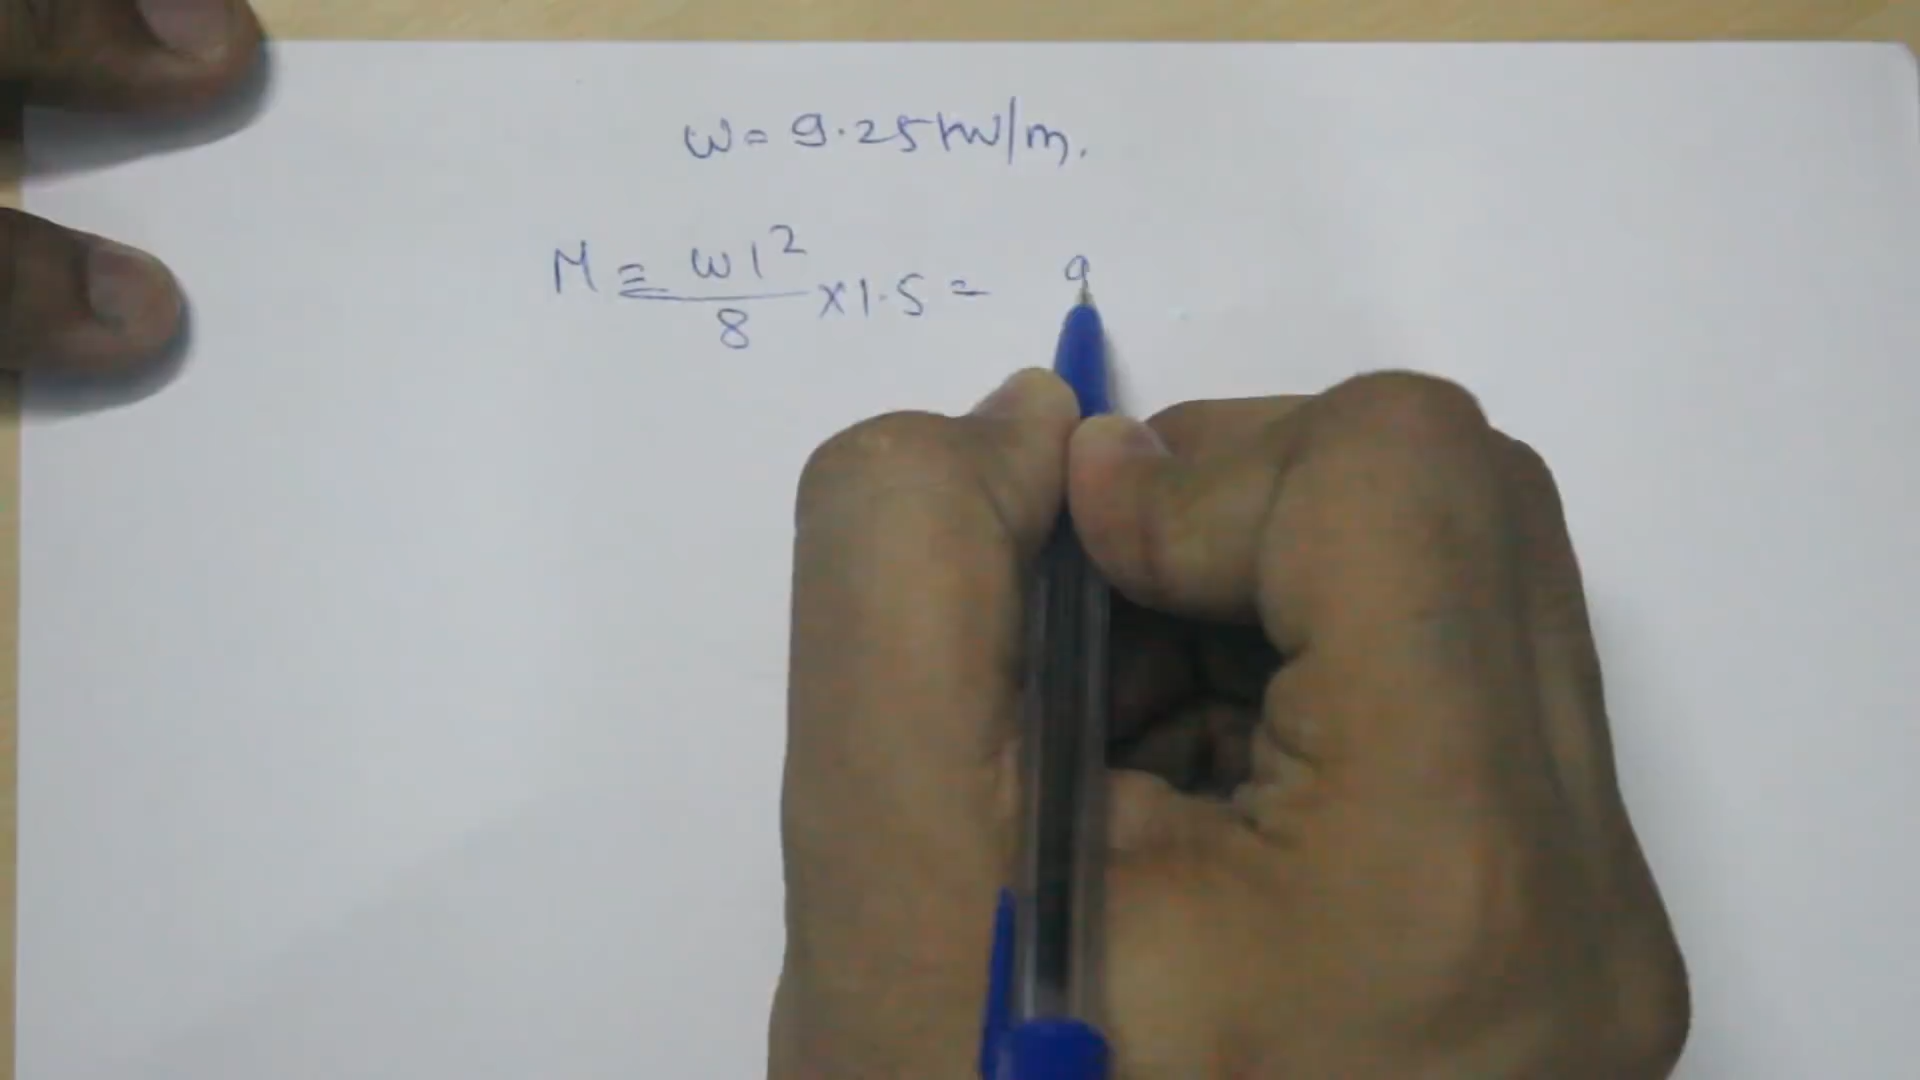 w = 9.25 kN/m.
M = wl²/8 x 1.5 = 9